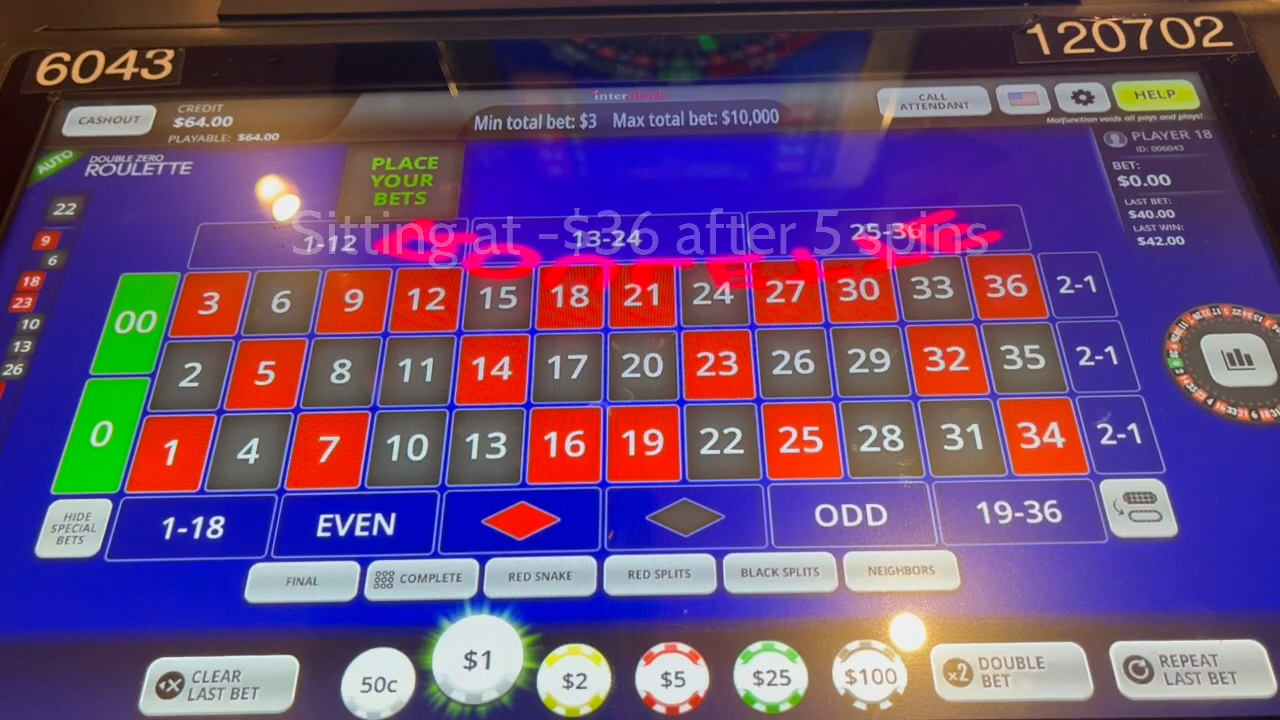 6043
120702
CASHOUT
CREDIT
$64.00
PLAYABLE: $64.00
interblock
Min total bet: $3 Max total bet: $10,000
CALL
ATTENDANT
HELP
Malfunction voids all pays and plays!
PLAYER 18
ID: 006043
BET:
$0.00
LAST BET:
$40.00
LAST WIN:
$42.00
AUTO
DOUBLE ZERO
ROULETTE
PLACE
YOUR
BETS
Sitting at -$36 after 5 spins
22
9
6
18
23
10
13
26
1-12 13-24 25-36
00 3 6 9 12 15 18 21 24 27 30 33 36 2-1
2 5 8 11 14 17 20 23 26 29 32 35 2-1
0 1 4 7 10 13 16 19 22 25 28 31 34 2-1
HIDE
SPECIAL
BETS
1-18 EVEN ODD 19-36
FINAL COMPLETE RED SNAKE RED SPLITS BLACK SPLITS NEIGHBORS
CLEAR
LAST BET
50c $1 $2 $5 $25 $100
x2 DOUBLE
BET
REPEAT
LAST BET